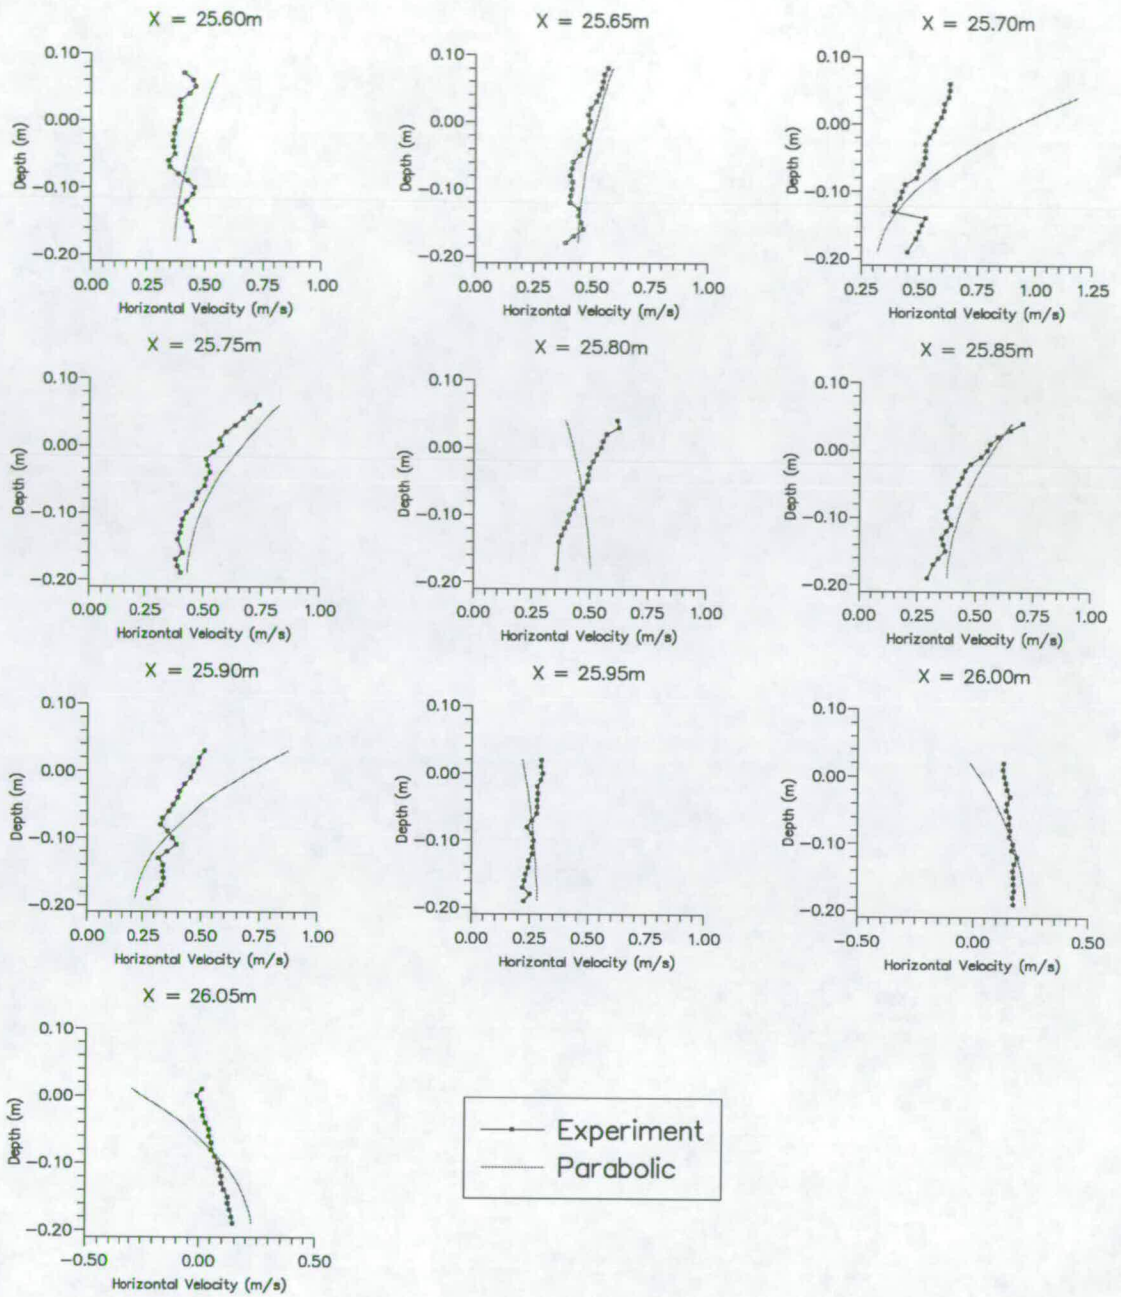 X = 25.60m
0.10
0.00
−0.10
−0.20
Depth (m)
0.00 0.25 0.50 0.75 1.00
Horizontal Velocity (m/s)
X = 25.65m
0.10
0.00
−0.10
−0.20
Depth (m)
0.00 0.25 0.50 0.75 1.00
Horizontal Velocity (m/s)
X = 25.70m
0.10
0.00
−0.10
−0.20
Depth (m)
0.25 0.50 0.75 1.00 1.25
Horizontal Velocity (m/s)
X = 25.75m
0.10
0.00
−0.10
−0.20
Depth (m)
0.00 0.25 0.50 0.75 1.00
Horizontal Velocity (m/s)
X = 25.80m
0.10
0.00
−0.10
−0.20
Depth (m)
0.00 0.25 0.50 0.75 1.00
Horizontal Velocity (m/s)
X = 25.85m
0.10
0.00
−0.10
−0.20
Depth (m)
0.00 0.25 0.50 0.75 1.00
Horizontal Velocity (m/s)
X = 25.90m
0.10
0.00
−0.10
−0.20
Depth (m)
0.00 0.25 0.50 0.75 1.00
Horizontal Velocity (m/s)
X = 25.95m
0.10
0.00
−0.10
−0.20
Depth (m)
0.00 0.25 0.50 0.75 1.00
Horizontal Velocity (m/s)
X = 26.00m
0.10
0.00
−0.10
−0.20
Depth (m)
−0.50 0.00 0.50
Horizontal Velocity (m/s)
X = 26.05m
0.10
0.00
−0.10
−0.20
Depth (m)
−0.50 0.00 0.50
Horizontal Velocity (m/s)
Experiment
Parabolic